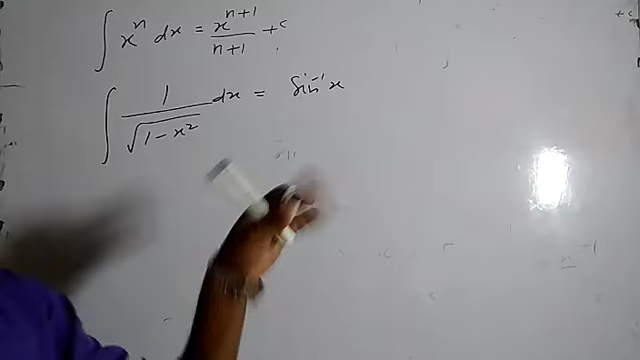 ∫ xⁿ dx = xⁿ⁺¹/n+1 + c
∫ 1/√(1-x²) dx = sin⁻¹x